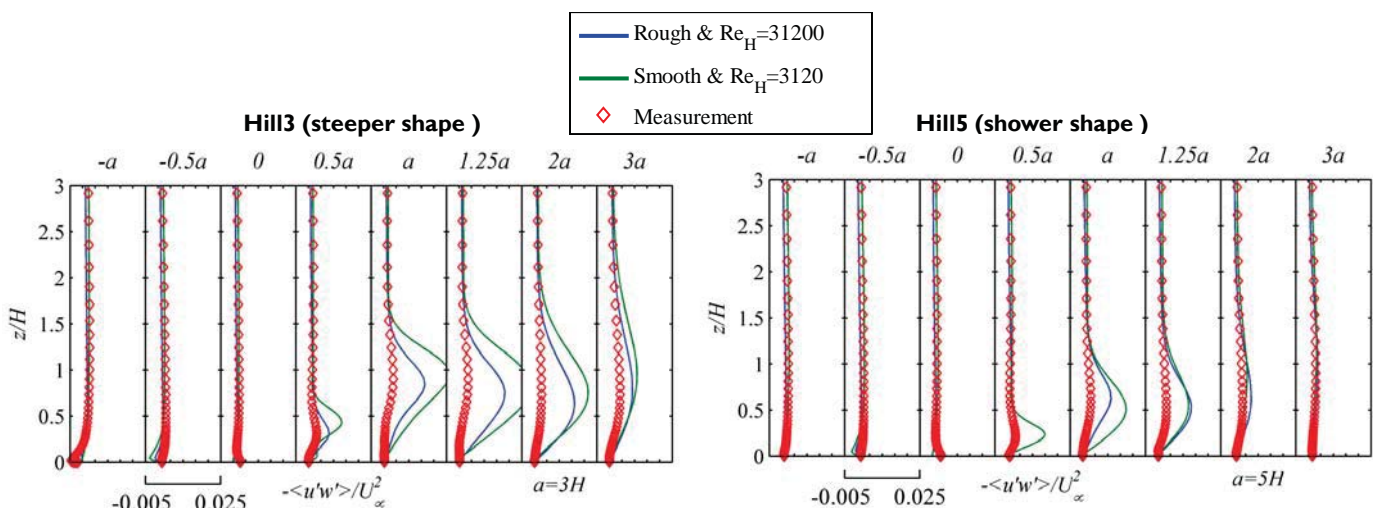 Rough & Re_H=31200
Smooth & Re_H=3120
Measurement
Hill3 (steeper shape )
-a -0.5a 0 0.5a a 1.25a 2a 3a
3
2.5
2
1.5
1
0.5
0
z/H
-0.005 0.025
-<u'w'>/U²∞
a=3H
Hill5 (shower shape )
-a -0.5a 0 0.5a a 1.25a 2a 3a
3
2.5
2
1.5
1
0.5
0
z/H
-0.005 0.025
-<u'w'>/U²∞
a=5H